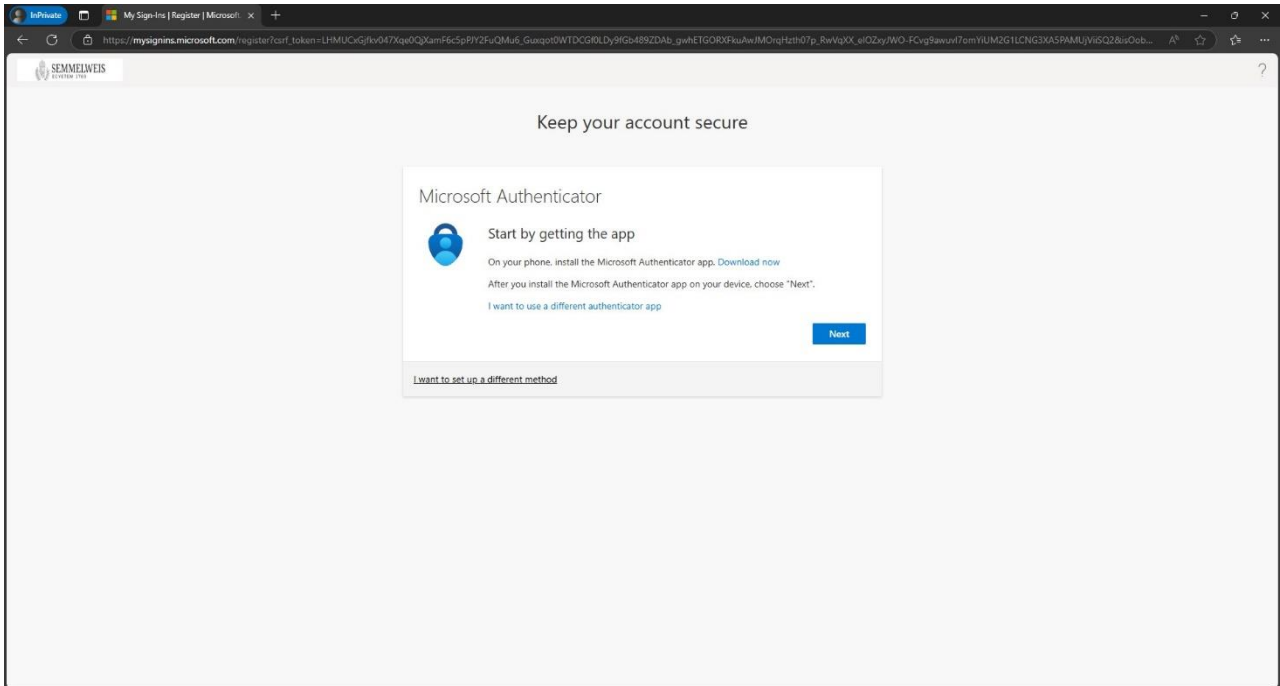 InPrivate
My Sign-Ins | Register | Microsoft
SEMMELWEIS
EGYETEM 1769
?
Keep your account secure
Microsoft Authenticator
Start by getting the app
On your phone, install the Microsoft Authenticator app. Download now
After you install the Microsoft Authenticator app on your device, choose "Next".
I want to use a different authenticator app
Next
I want to set up a different method